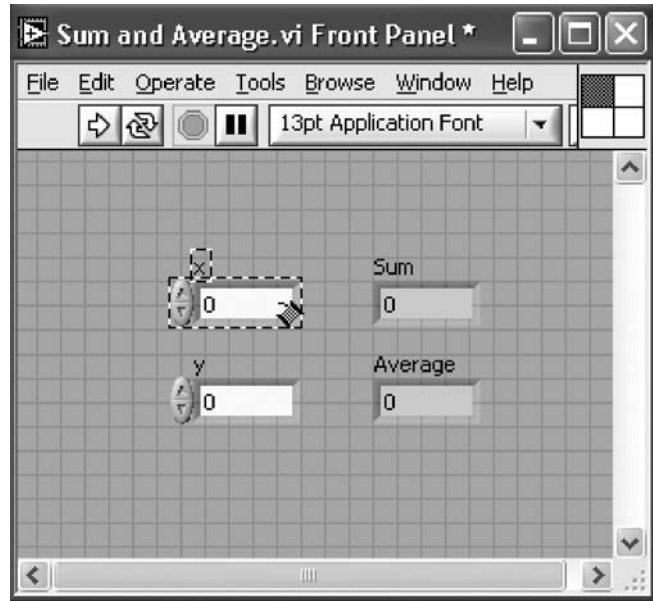 Sum and Average.vi Front Panel *
File Edit Operate Tools Browse Window Help
13pt Application Font
x
Sum
0
0
y
Average
0
0